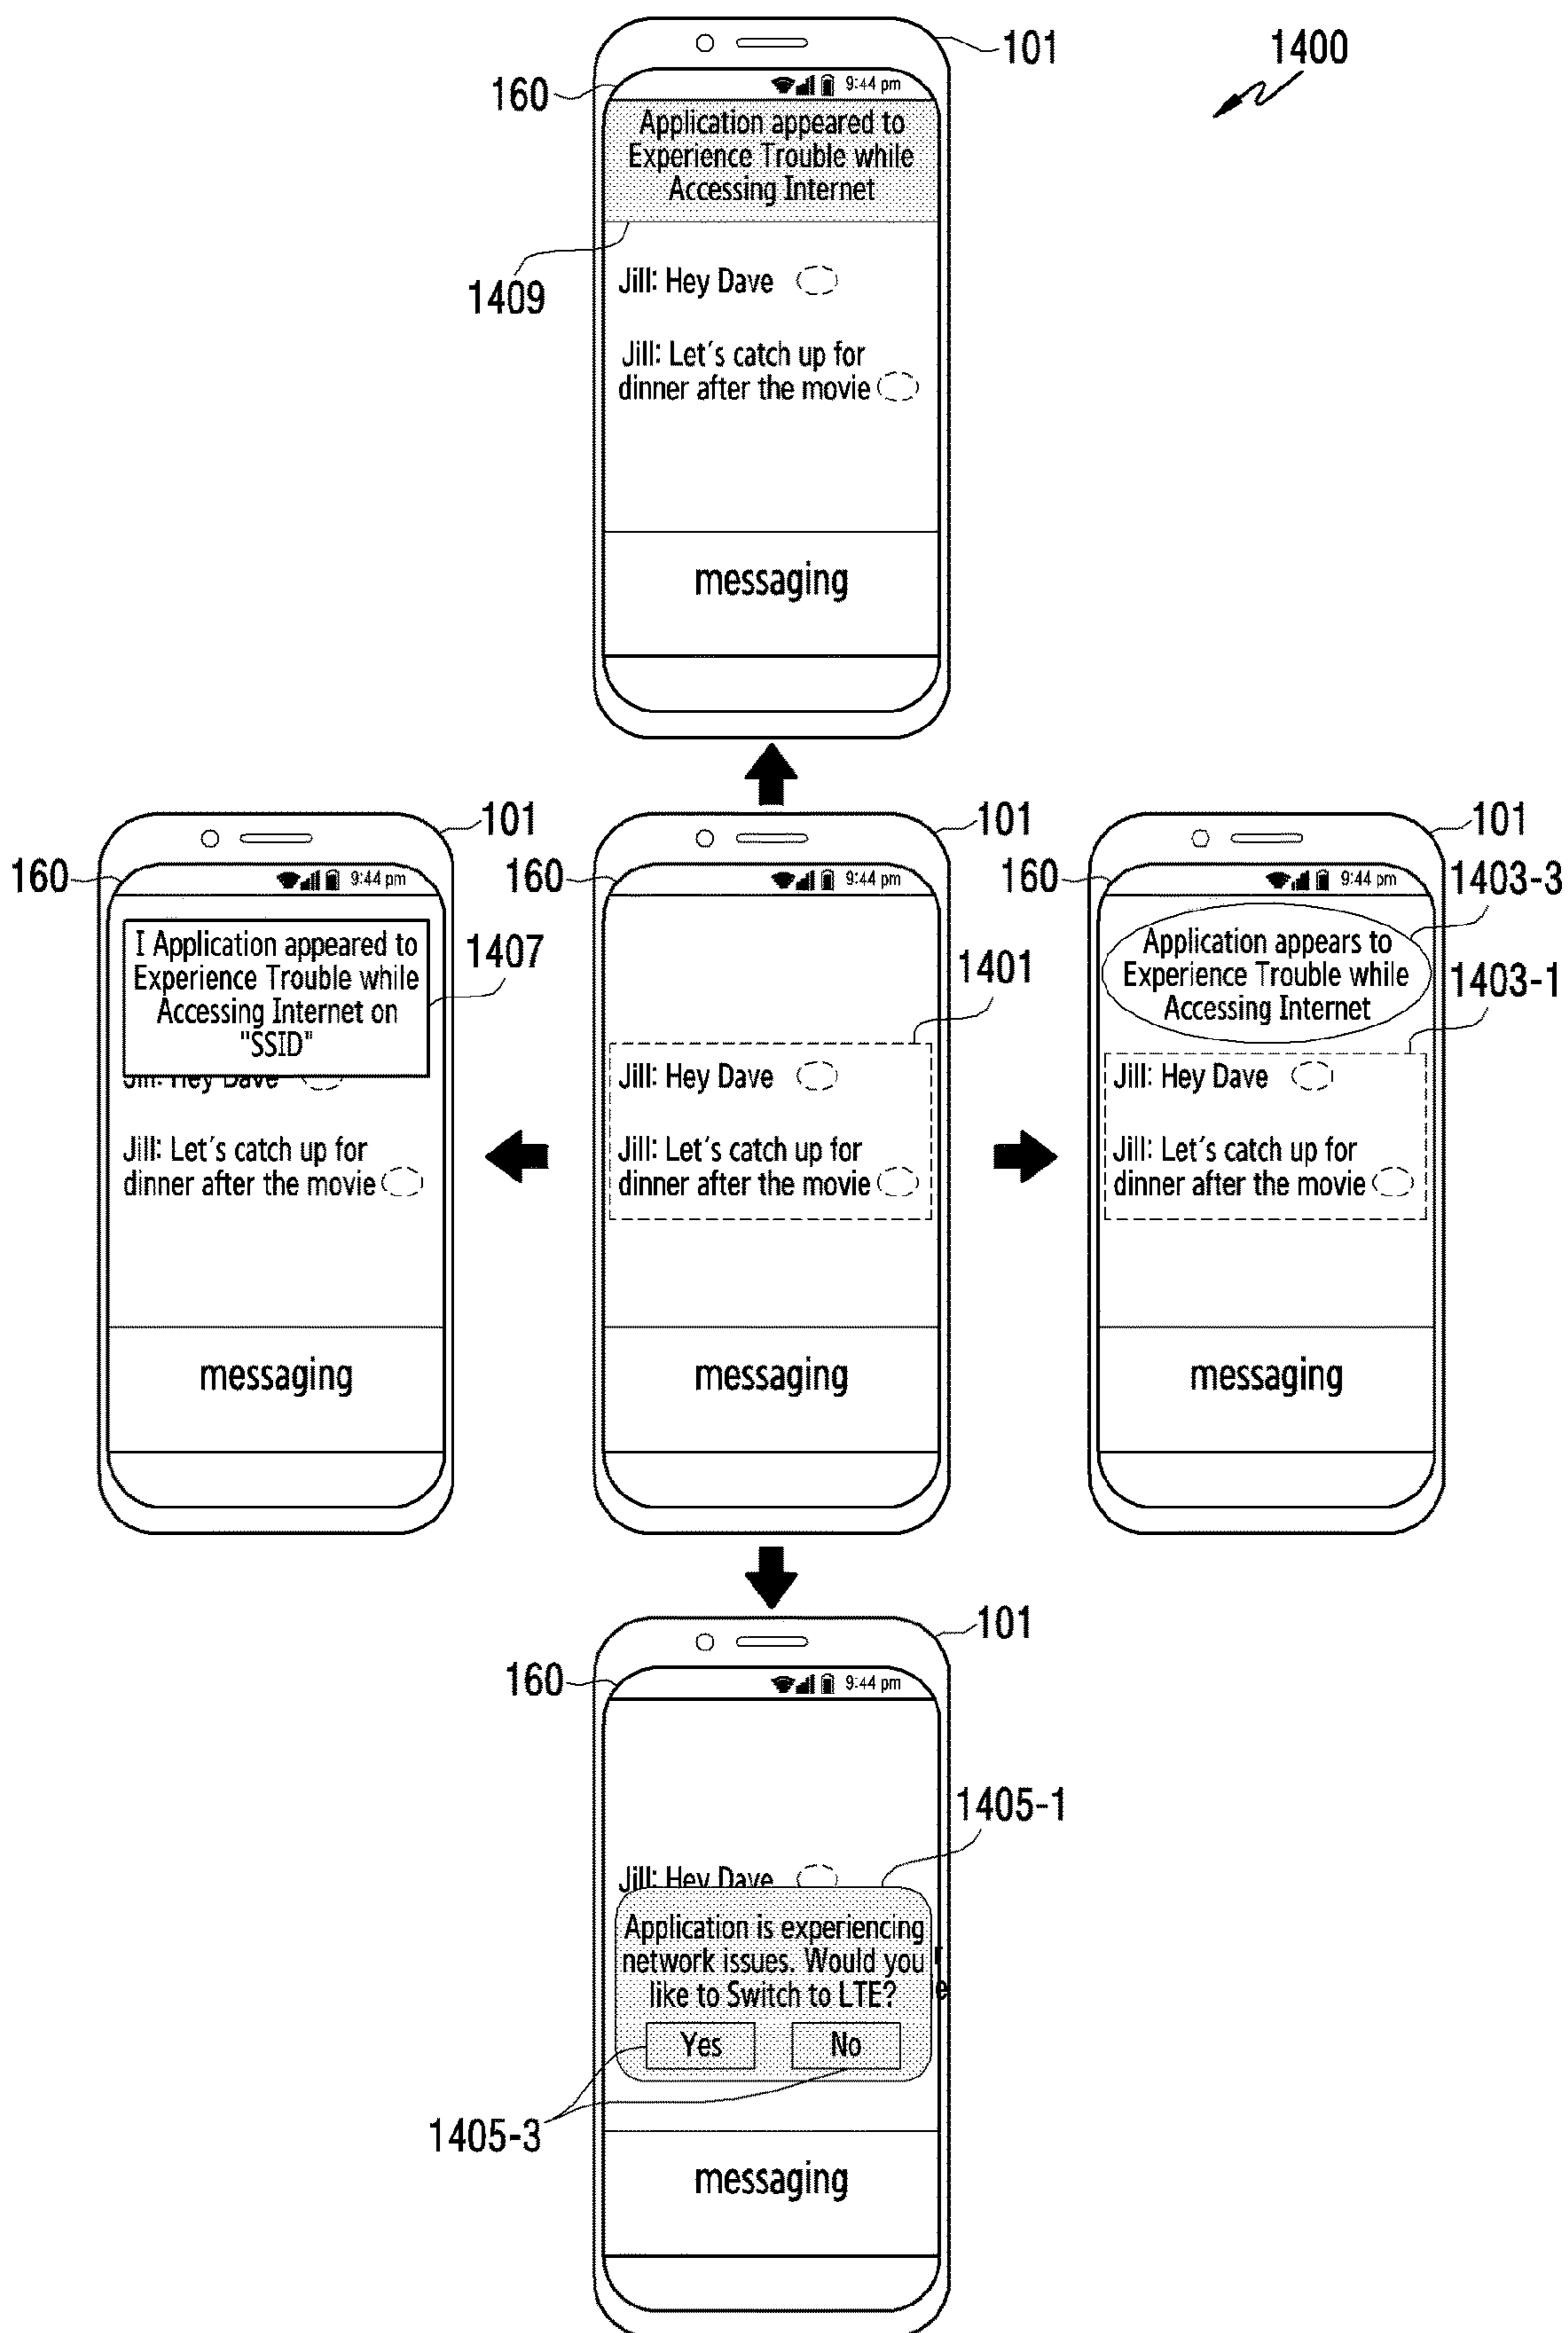 101
1400
160
9:44 pm
Application appeared to
Experience Trouble while
Accessing Internet
1409
Jill: Hey Dave
Jill: Let's catch up for
dinner after the movie
messaging
101
160
9:44 pm
I Application appeared to
Experience Trouble while
Accessing Internet on
"SSID"
1407
Jill: Hey Dave
Jill: Let's catch up for
dinner after the movie
messaging
101
160
9:44 pm
1401
Jill: Hey Dave
Jill: Let's catch up for
dinner after the movie
messaging
101
160
9:44 pm
1403-3
Application appears to
Experience Trouble while
Accessing Internet
1403-1
Jill: Hey Dave
Jill: Let's catch up for
dinner after the movie
messaging
101
160
9:44 pm
1405-1
Jill: Hey Dave
Application is experiencing
network issues. Would you
r
like to Switch to LTE?
e
Yes No
1405-3
messaging